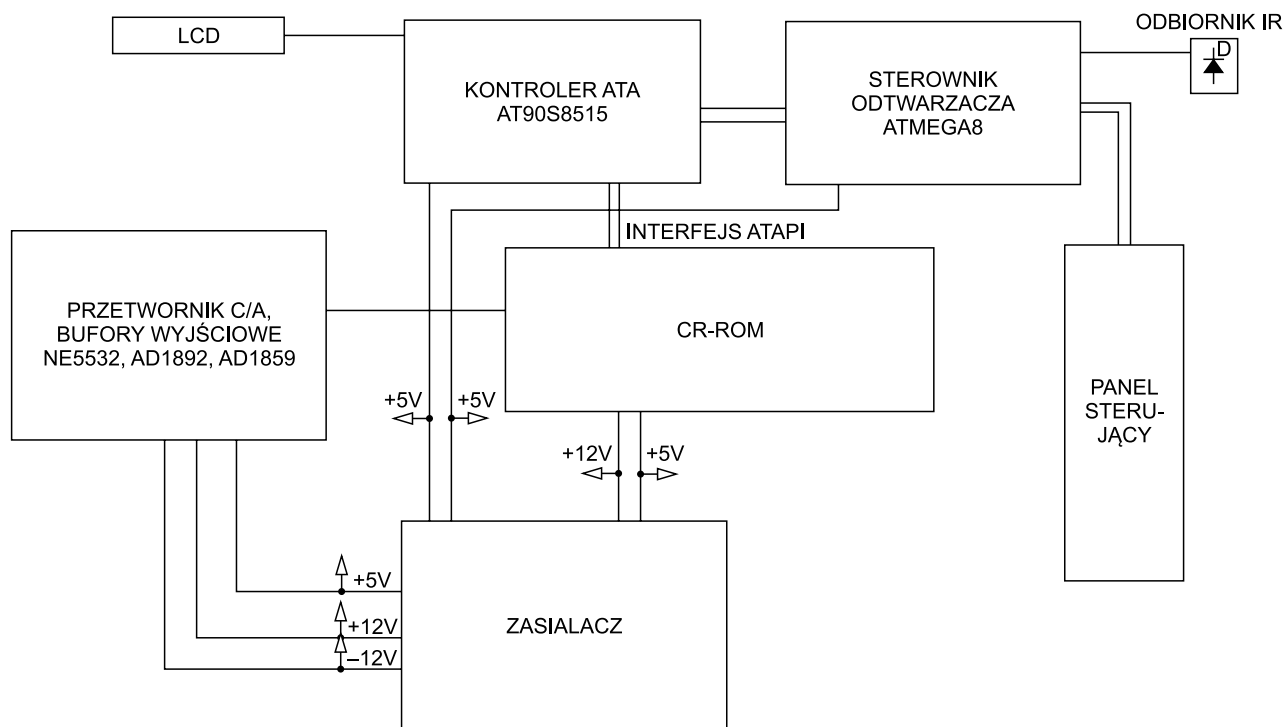 LCD
KONTROLER ATA
AT90S8515
STEROWNIK
ODTWARZACZA
ATMEGA8
ODBIORNIK IR
D
INTERFEJS ATAPI
PRZETWORNIK C/A,
BUFORY WYJŚCIOWE
NE5532, AD1892, AD1859
CR-ROM
PANEL
STERU-
JĄCY
+5V
+5V
+12V
+5V
+5V
+12V
–12V
ZASIALACZ